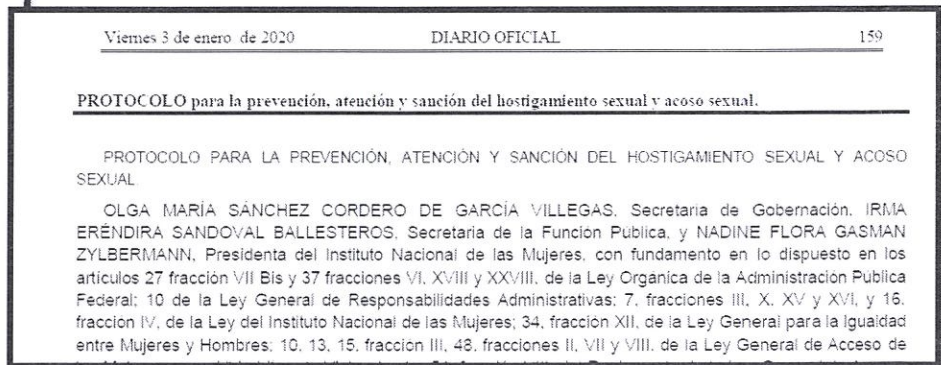 Viernes 3 de enero de 2020 DIARIO OFICIAL 159
PROTOCOLO para la prevención, atención y sanción del hostigamiento sexual y acoso sexual.
PROTOCOLO PARA LA PREVENCIÓN, ATENCIÓN Y SANCIÓN DEL HOSTIGAMIENTO SEXUAL Y ACOSO
SEXUAL
OLGA MARÍA SÁNCHEZ CORDERO DE GARCÍA VILLEGAS, Secretaria de Gobernación, IRMA
ERÉNDIRA SANDOVAL BALLESTEROS, Secretaria de la Función Publica, y NADINE FLORA GASMAN
ZYLBERMANN, Presidenta del Instituto Nacional de las Mujeres, con fundamento en lo dispuesto en los
artículos 27 fracción VII Bis y 37 fracciones VI, XVIII y XXVIII, de la Ley Orgánica de la Administración Publica
Federal; 10 de la Ley General de Responsabilidades Administrativas; 7, fracciones III, X, XV y XVI, y 16,
fracción IV, de la Ley del Instituto Nacional de las Mujeres; 34, fracción XII, de la Ley General para la Igualdad
entre Mujeres y Hombres; 10, 13, 15, fracción III, 48, fracciones II, VII y VIII, de la Ley General de Acceso de